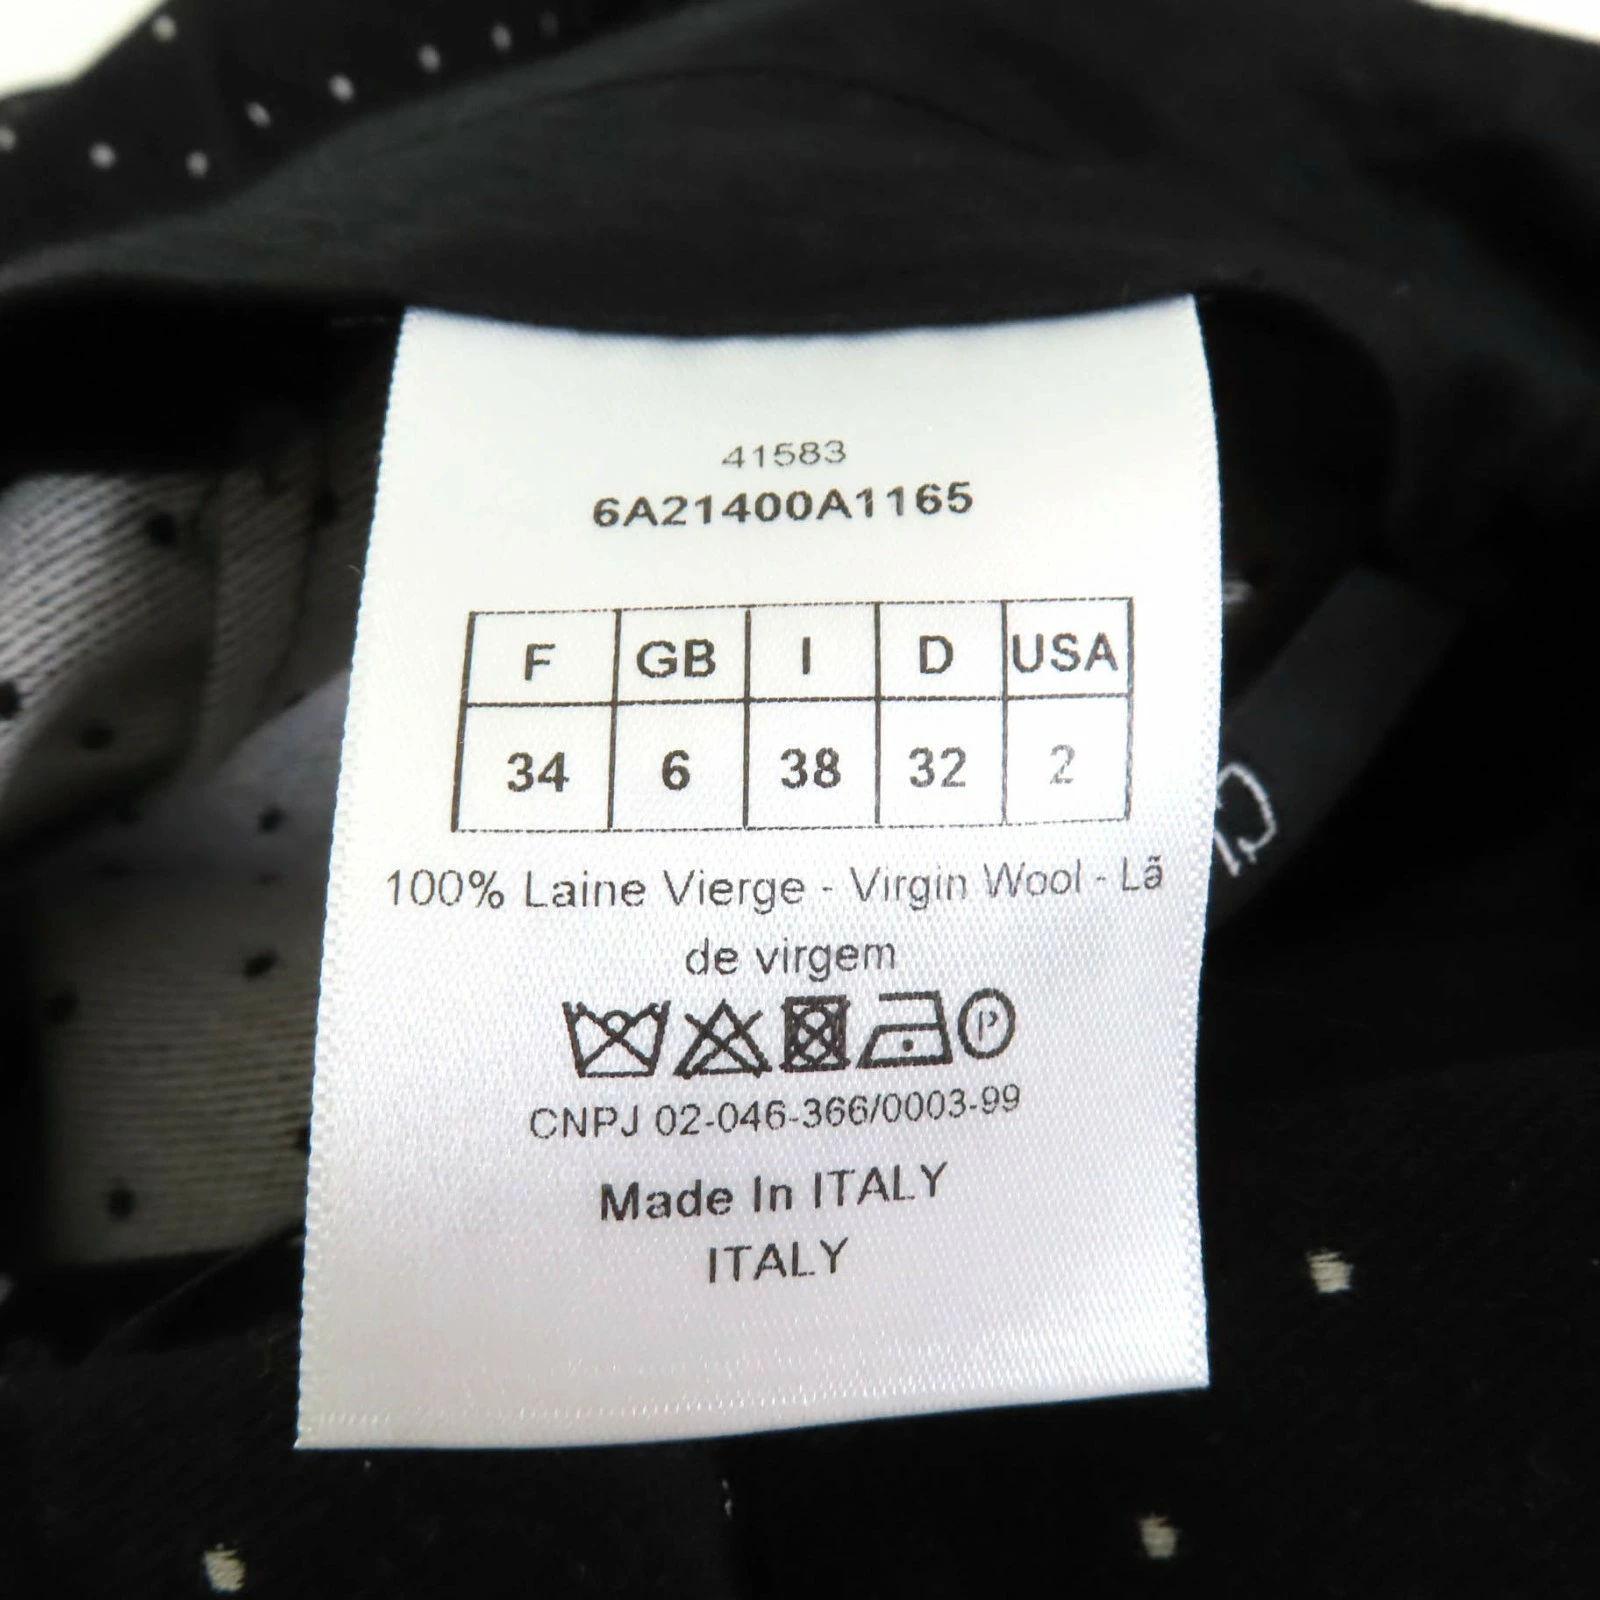 41583
6A21400A1165
F GB I D USA
34 6 38 32 2
100% Laine Vierge - Virgin Wool - Lã
de virgem
P
CNPJ 02-046-366/0003-99
Made In ITALY
ITALY